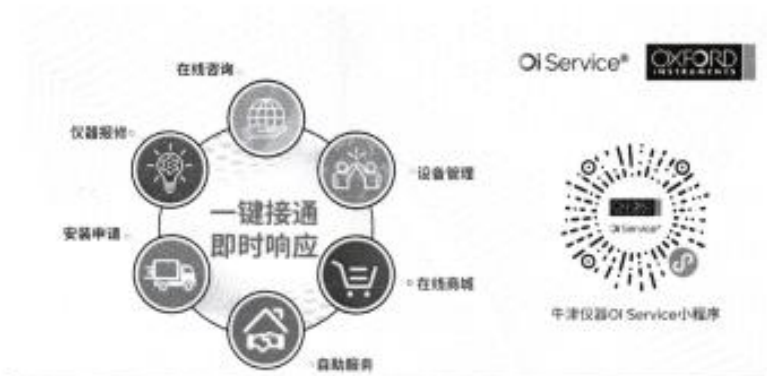 在线咨询
仪器报修
设备管理
一键接通
即时响应
安装申请
在线商城
自助服务
Oi Service®
OXFORD
INSTRUMENTS
Oi Service®
牛津仪器OI Service小程序